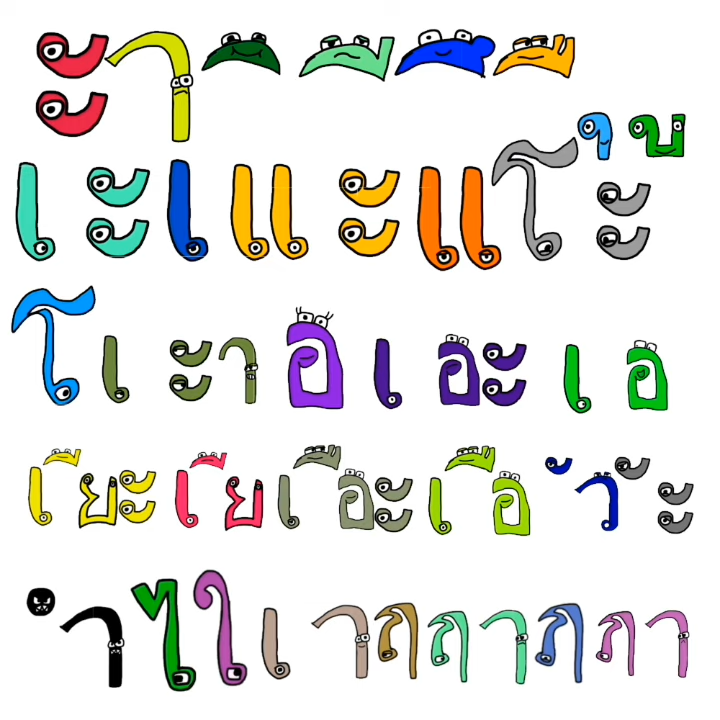 ะ า ิ ี ึ ื ุ ู
เ ะ เ แ ะ แ โ ะ
โ เ ะ า อ เ อ ะ เ อ
เ ี ย ะ เ ี ย เ ื อ ะ เ ื อ ั ว ั ะ
ำ ไ ใ เ า ฤ ฤ า ฦ ฦ า